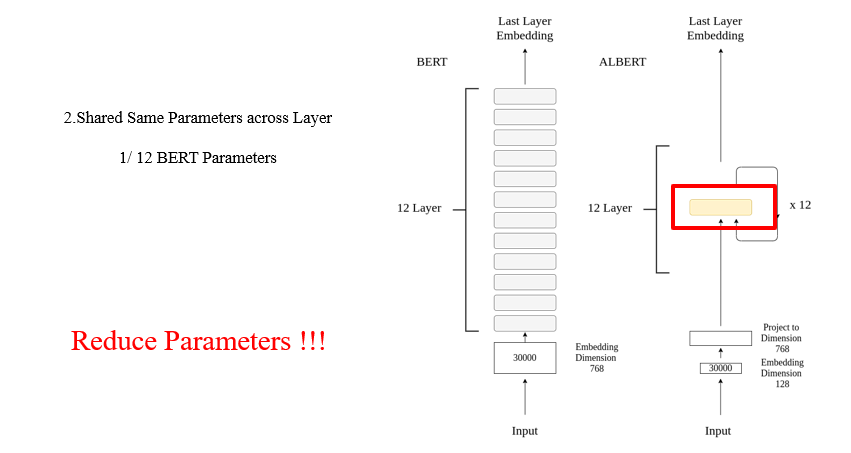 2.Shared Same Parameters across Layer
1/ 12 BERT Parameters
Reduce Parameters !!!
Last Layer
Embedding
BERT
12 Layer
30000
Embedding
Dimension
768
Input
Last Layer
Embedding
ALBERT
12 Layer
x 12
Project to
Dimension
768
30000
Embedding
Dimension
128
Input